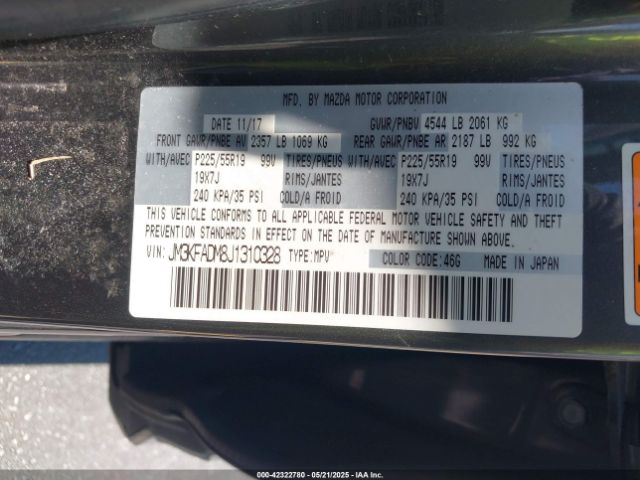 MFD. BY MAZDA MOTOR CORPORATION
DATE 11/17 GVWR/PNBV 4544 LB 2061 KG
FRONT GAWR/PNBE AV 2357 LB 1069 KG REAR GAWR/PNBE AR 2187 LB 992 KG
WITH/AVEC P225/55R19 99V TIRES/PNEUS WITH/AVEC P225/55R19 99V TIRES/PNEUS
19X7J RIMS/JANTES 19X7J RIMS/JANTES
240 KPA/35 PSI COLD/A FROID 240 KPA/35 PSI COLD/A FROID
THIS VEHICLE CONFORMS TO ALL APPLICABLE FEDERAL MOTOR VEHICLE SAFETY AND THEFT
PREVENTION STANDARDS IN EFFECT ON THE DATE OF MANUFACTURE SHOWN ABOVE.
VIN: JM3KFADM8J1310328 TYPE:MPV COLOR CODE:46G MADE IN JAPAN
000-42322780 - 05/21/2025 - IAA Inc.